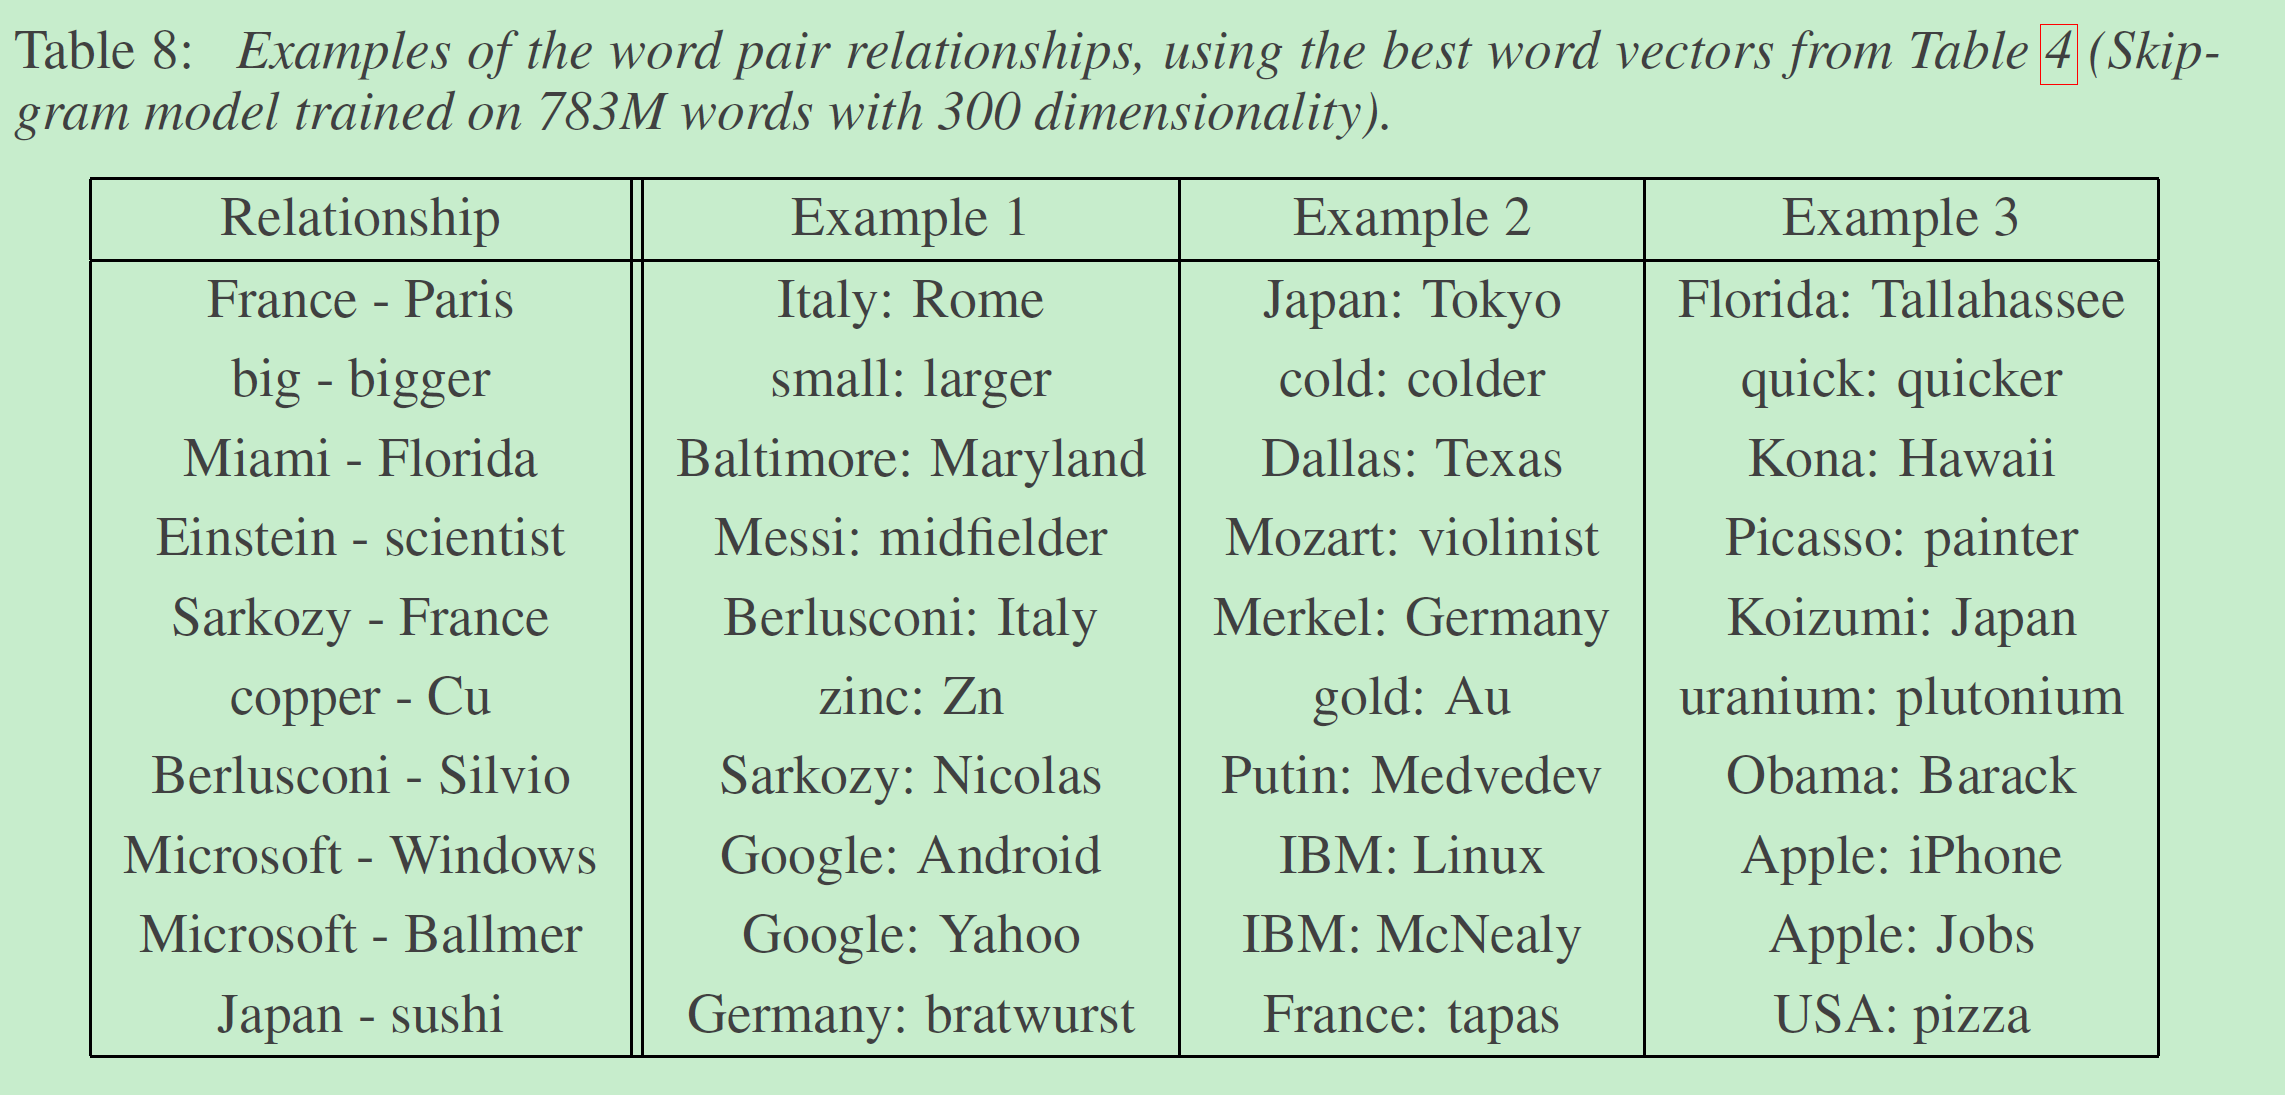 Table 8: Examples of the word pair relationships, using the best word vectors from Table 4 (Skip-
gram model trained on 783M words with 300 dimensionality).
Relationship Example 1 Example 2 Example 3
France - Paris Italy: Rome Japan: Tokyo Florida: Tallahassee
big - bigger small: larger cold: colder quick: quicker
Miami - Florida Baltimore: Maryland Dallas: Texas Kona: Hawaii
Einstein - scientist Messi: midfielder Mozart: violinist Picasso: painter
Sarkozy - France Berlusconi: Italy Merkel: Germany Koizumi: Japan
copper - Cu zinc: Zn gold: Au uranium: plutonium
Berlusconi - Silvio Sarkozy: Nicolas Putin: Medvedev Obama: Barack
Microsoft - Windows Google: Android IBM: Linux Apple: iPhone
Microsoft - Ballmer Google: Yahoo IBM: McNealy Apple: Jobs
Japan - sushi Germany: bratwurst France: tapas USA: pizza